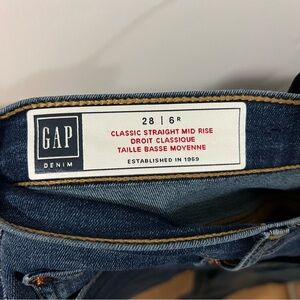 GAP
DENIM
28 | 6R
CLASSIC STRAIGHT MID RISE
DROIT CLASSIQUE
TAILLE BASSE MOYENNE
ESTABLISHED IN 1969